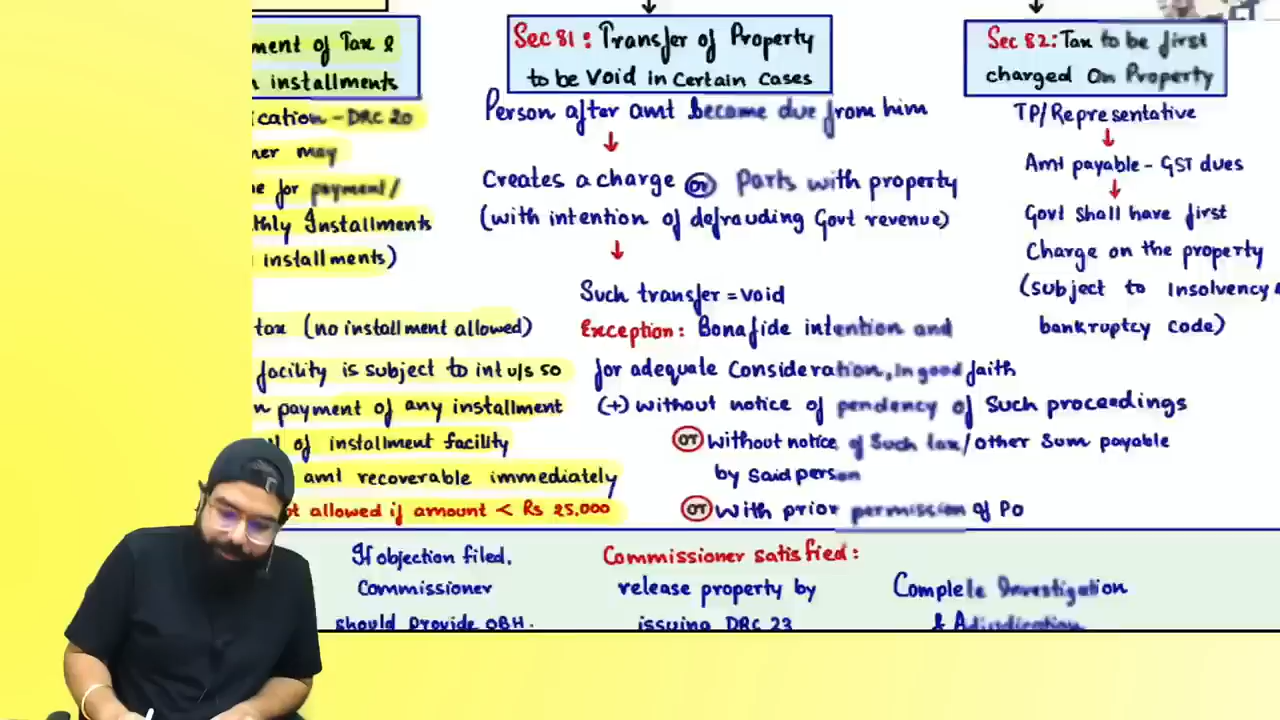 ment of Tax &
installments
ication - DRC 20
ner may
e for payment/
thly Installments
installments)
tax (no installment allowed)
facility is subject to int u/s 50
n payment of any installment
of installment facility
amt recoverable immediately
ot allowed if amount < Rs 25,000
Sec 81 : Transfer of Property
to be Void in Certain Cases
Person after amt became due from him
↓
Creates a charge or Parts with property
(with intention of defrauding Govt revenue)
↓
Such transfer = void
Exception: Bonafide intention and
for adequate Consideration, In good faith
(+) without notice of pendency of Such proceedings
or without notice of Such tax/other Sum payable
by Said person
or with prior permission of PO
Sec 82: Tax to be first
charged On Property
TP/Representative
↓
Amt payable - GST dues
↓
Govt Shall have first
Charge on the property
(subject to Insolvency &
bankruptcy code)
If objection filed.
Commissioner
should Provide OBH.
Commissioner satisfied:
release property by
issuing DRC 23
Complete Investigation
& Adjudication